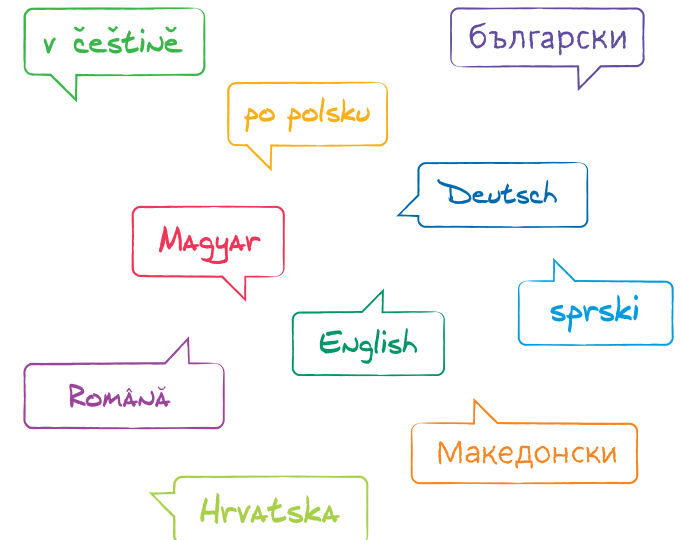 v češtině
български
po polsku
Deutsch
Magyar
sprski
English
Română
Македонски
Hrvatska